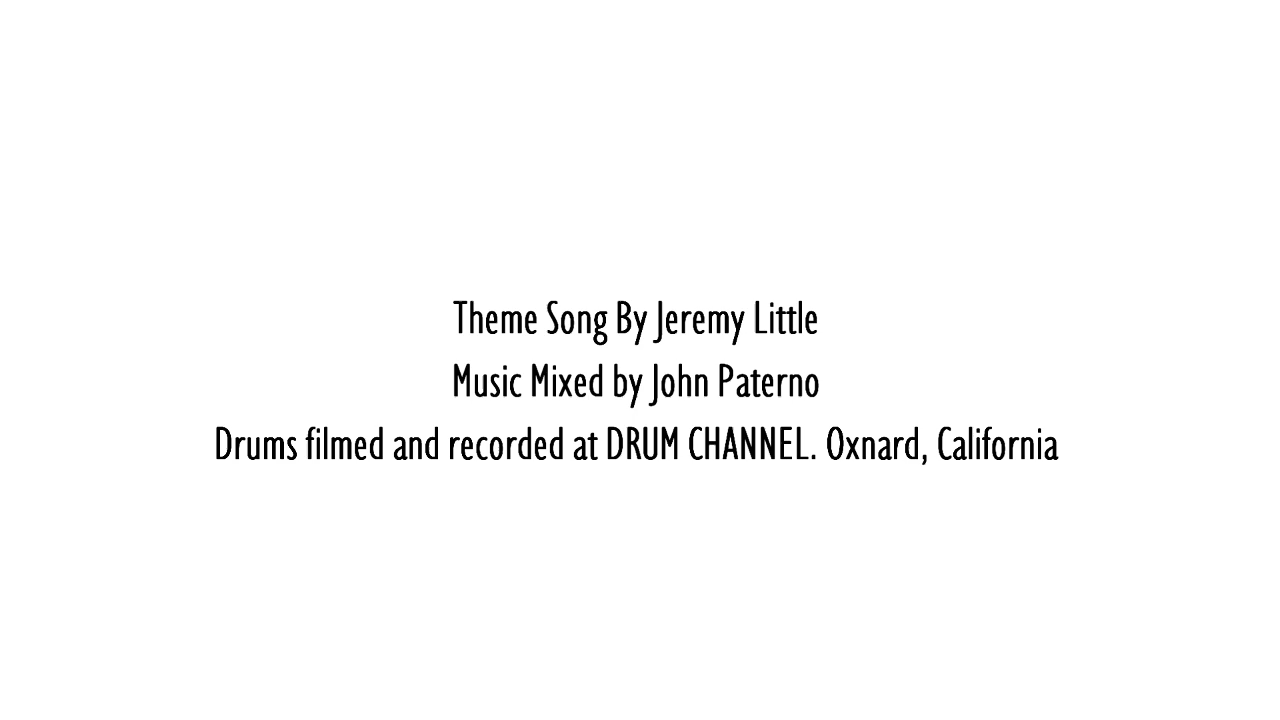 Theme Song By Jeremy Little
Music Mixed by John Paterno
Drums filmed and recorded at DRUM CHANNEL. Oxnard, California